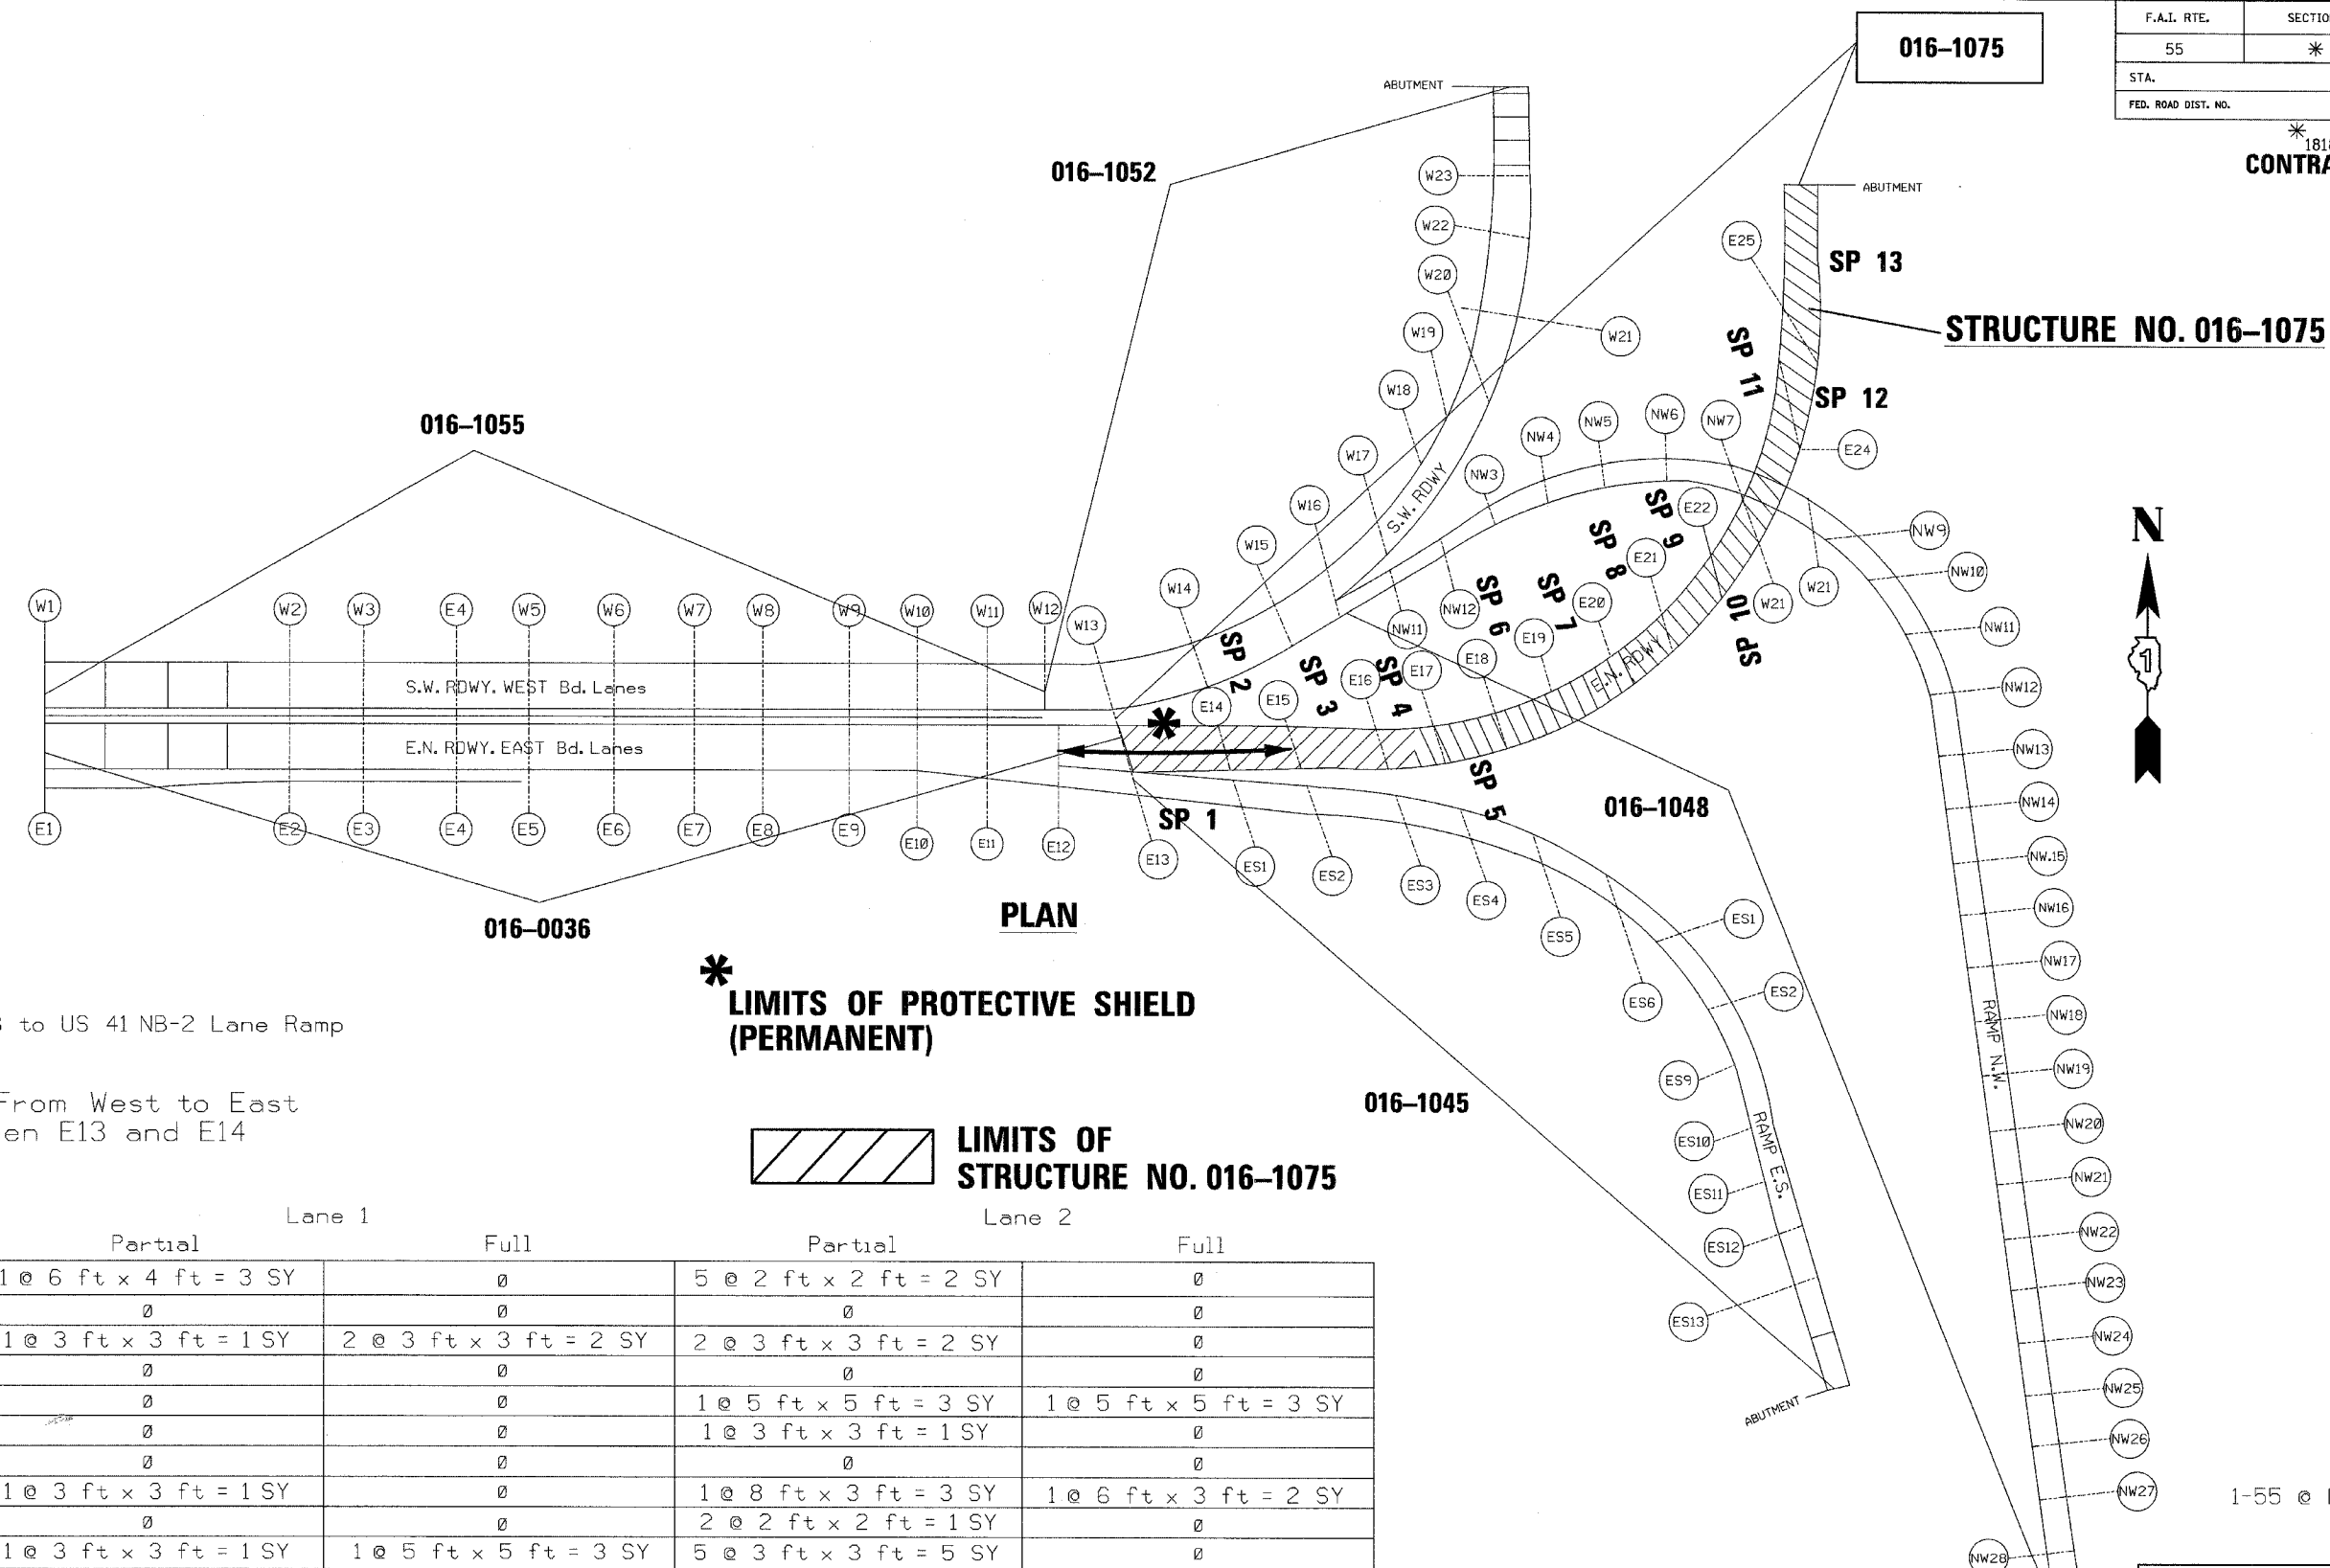 F.A.I. RTE.
SECTIO
55
*
STA.
FED. ROAD DIST. NO.
*
181
CONTRA
016–1075
ABUTMENT
016–1052
W23
W22
W20
W21
W19
W18
W17
W16
W15
W14
W13
ABUTMENT
E25
SP 13
STRUCTURE NO. 016–1075
SP 11
SP 12
E24
NW3
NW4
NW5
NW6
NW7
S.W. RDWY
016–1055
SP 9
E22
SP 8
E21
SP 7
E20
SP 6
E19
NW12
NW11
E18
SP 10
W21
W21
E.N. RDWY
N
1
NW9
NW10
NW11
NW12
NW13
NW14
NW.15
NW16
NW17
NW18
NW19
NW20
NW21
NW22
NW23
NW24
NW25
NW26
NW27
NW28
RAMP N.W.
W1
W2
W3
E4
W5
W6
W7
W8
W9
W10
W11
W12
S.W. RDWY. WEST Bd. Lanes
E.N. RDWY. EAST Bd. Lanes
SP 2
SP 3
SP 4
E14
E15
E16
E17
*
SP 5
SP 1
E1
E2
E3
E4
E5
E6
E7
E8
E9
E10
E11
E12
E13
ES1
ES2
ES3
ES4
ES5
ES6
ES1
ES2
ES9
ES10
ES11
ES12
ES13
RAMP E.S.
ABUTMENT
016–1048
016–0036
PLAN
*
LIMITS OF PROTECTIVE SHIELD
(PERMANENT)
to US 41 NB-2 Lane Ramp
From West to East
en E13 and E14
016–1045
LIMITS OF
STRUCTURE NO. 016–1075
Lane 1
Lane 2
Partial
Full
Partial
Full
1 @ 6 ft x 4 ft = 3 SY
0
5 @ 2 ft x 2 ft = 2 SY
0
0
0
0
0
1 @ 3 ft x 3 ft = 1 SY
2 @ 3 ft x 3 ft = 2 SY
2 @ 3 ft x 3 ft = 2 SY
0
0
0
0
0
0
0
1 @ 5 ft x 5 ft = 3 SY
1 @ 5 ft x 5 ft = 3 SY
0
0
1 @ 3 ft x 3 ft = 1 SY
0
0
0
0
0
1 @ 3 ft x 3 ft = 1 SY
0
1 @ 8 ft x 3 ft = 3 SY
1 @ 6 ft x 3 ft = 2 SY
0
0
2 @ 2 ft x 2 ft = 1 SY
0
1 @ 3 ft x 3 ft = 1 SY
1 @ 5 ft x 5 ft = 3 SY
5 @ 3 ft x 3 ft = 5 SY
0
1-55 @